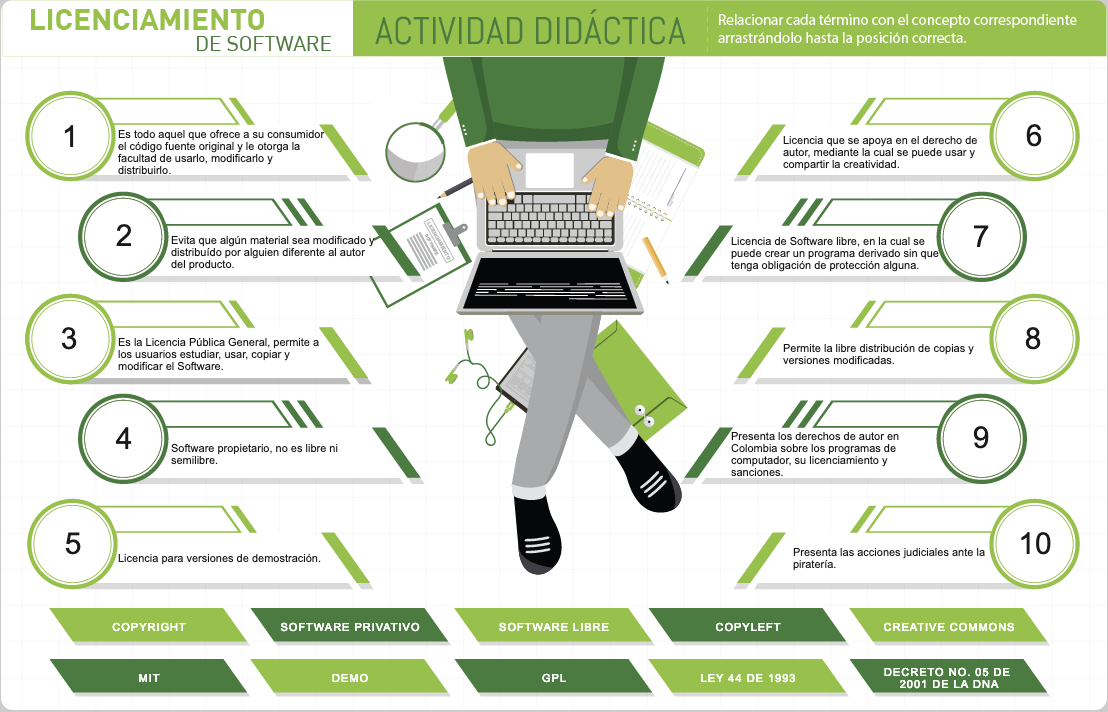 LICENCIAMIENTO
DE SOFTWARE
ACTIVIDAD DIDÁCTICA
Relacionar cada término con el concepto correspondiente
arrastrándolo hasta la posición correcta.
1
Es todo aquel que ofrece a su consumidor
el código fuente original y le otorga la
facultad de usarlo, modificarlo y
distribuirlo.
2
Evita que algún material sea modificado y
distribuído por alguien diferente al autor
del producto.
3
Es la Licencia Pública General, permite a
los usuarios estudiar, usar, copiar y
modificar el Software.
4
Software propietario, no es libre ni
semilibre.
5
Licencia para versiones de demostración.
6
Licencia que se apoya en el derecho de
autor, mediante la cual se puede usar y
compartir la creatividad.
7
Licencia de Software libre, en la cual se
puede crear un programa derivado sin que
tenga obligación de protección alguna.
8
Permite la libre distribución de copias y
versiones modificadas.
9
Presenta los derechos de autor en
Colombia sobre los programas de
computador, su licenciamiento y
sanciones.
10
Presenta las acciones judiciales ante la
piratería.
COPYRIGHT
SOFTWARE PRIVATIVO
SOFTWARE LIBRE
COPYLEFT
CREATIVE COMMONS
MIT
DEMO
GPL
LEY 44 DE 1993
DECRETO NO. 05 DE
2001 DE LA DNA